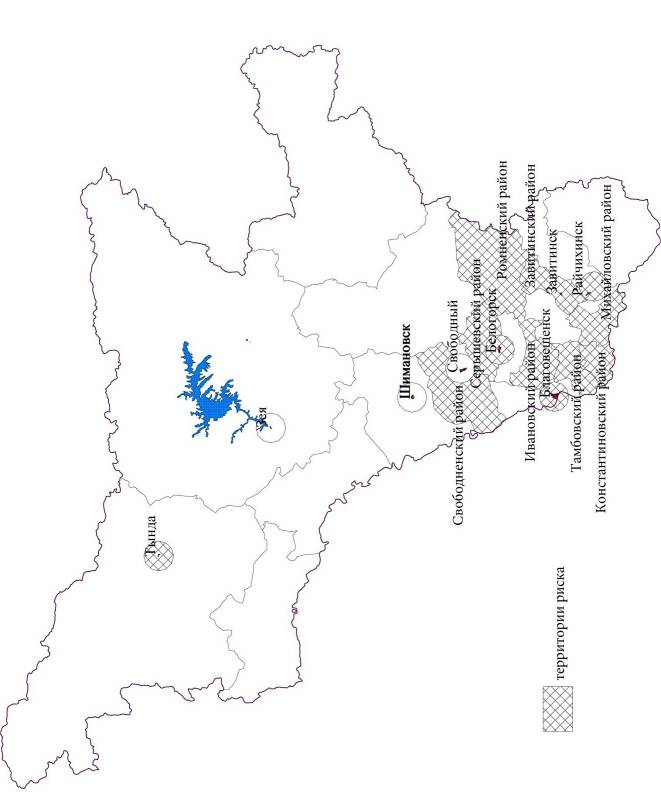 Тында
Зея
Шимановск
Свободненский район
Свободный
Серышевский район
Белогорск
Ромненский район
Ивановский район
Благовещенск
Завитинский район
Завитинск
Тамбовский район
Райчихинск
Константиновский район
Михайловский район
территории риска